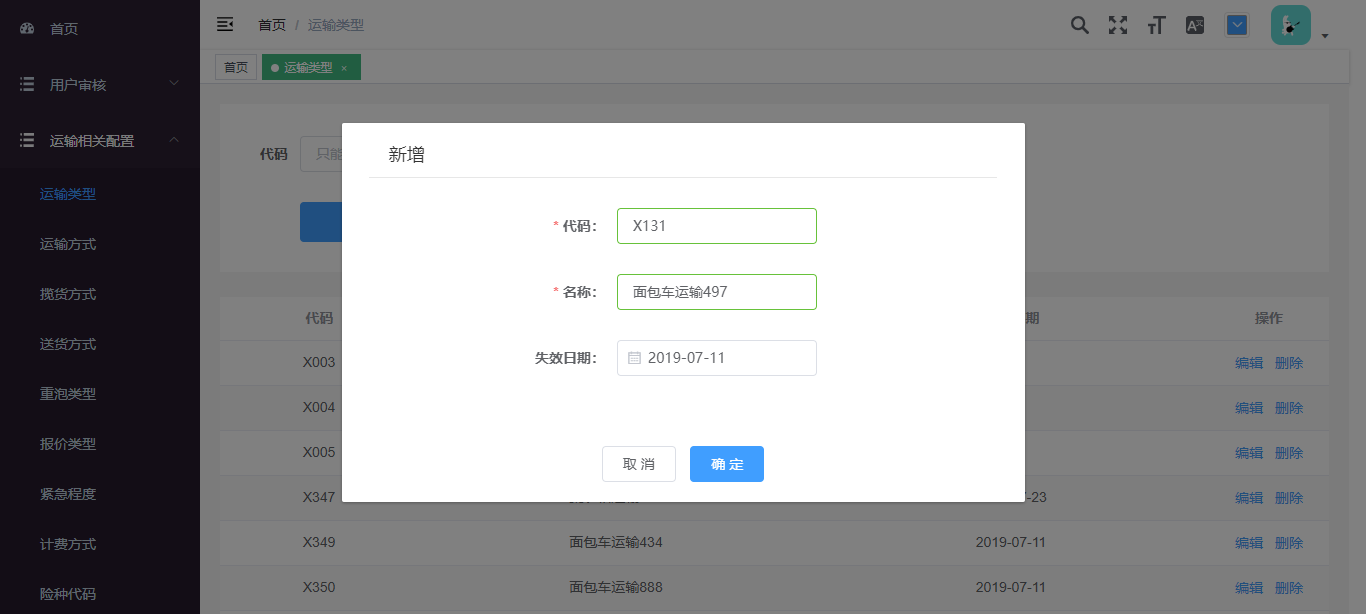 首页
用户审核
运输相关配置
运输类型
运输方式
揽货方式
送货方式
重泡类型
报价类型
紧急程度
计费方式
险种代码
首页 / 运输类型
首页 运输类型 ×
代码 只能
新增
* 代码: X131
* 名称: 面包车运输497
失效日期: 2019-07-11
取 消 确 定
代码 期 操作
X003 编辑 删除
X004 编辑 删除
X005 编辑 删除
X347 -23 编辑 删除
X349 面包车运输434 2019-07-11 编辑 删除
X350 面包车运输888 2019-07-11 编辑 删除